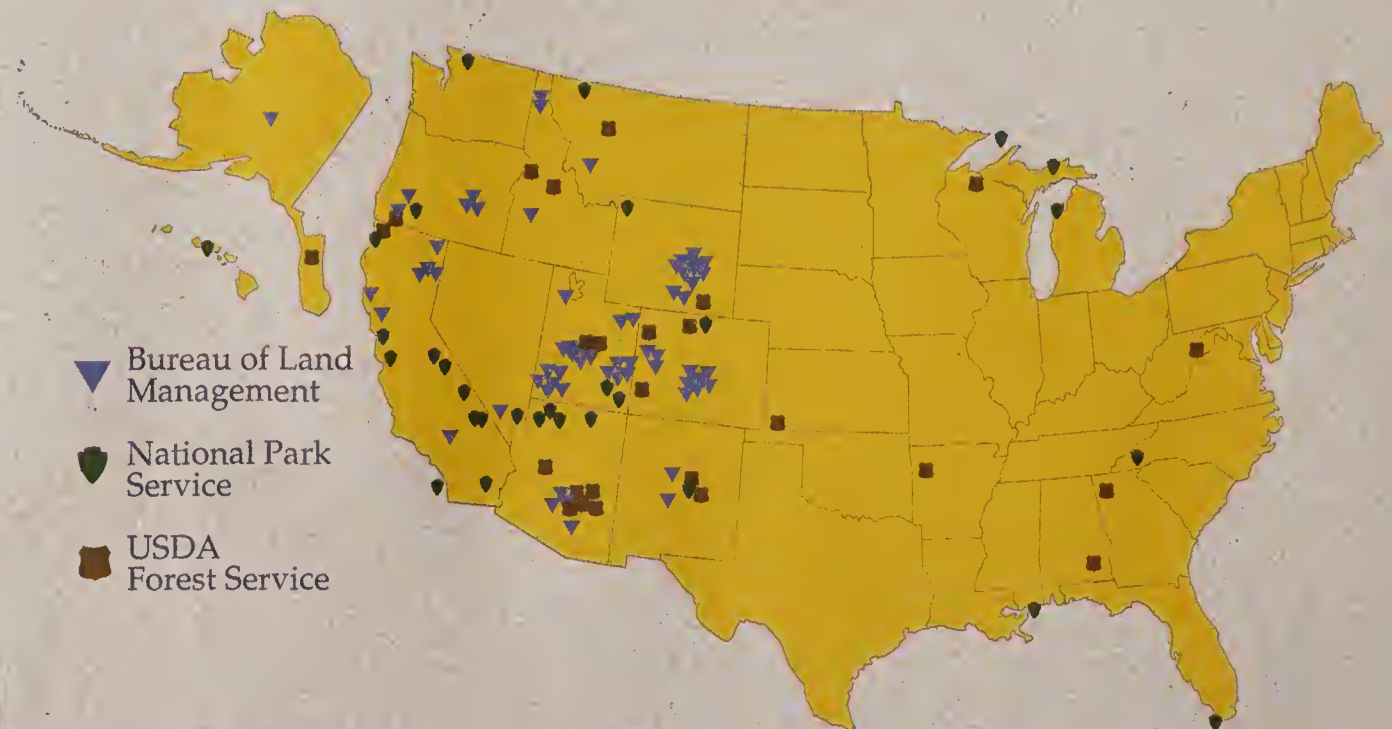 Bureau of Land
Management
National Park
Service
USDA
Forest Service